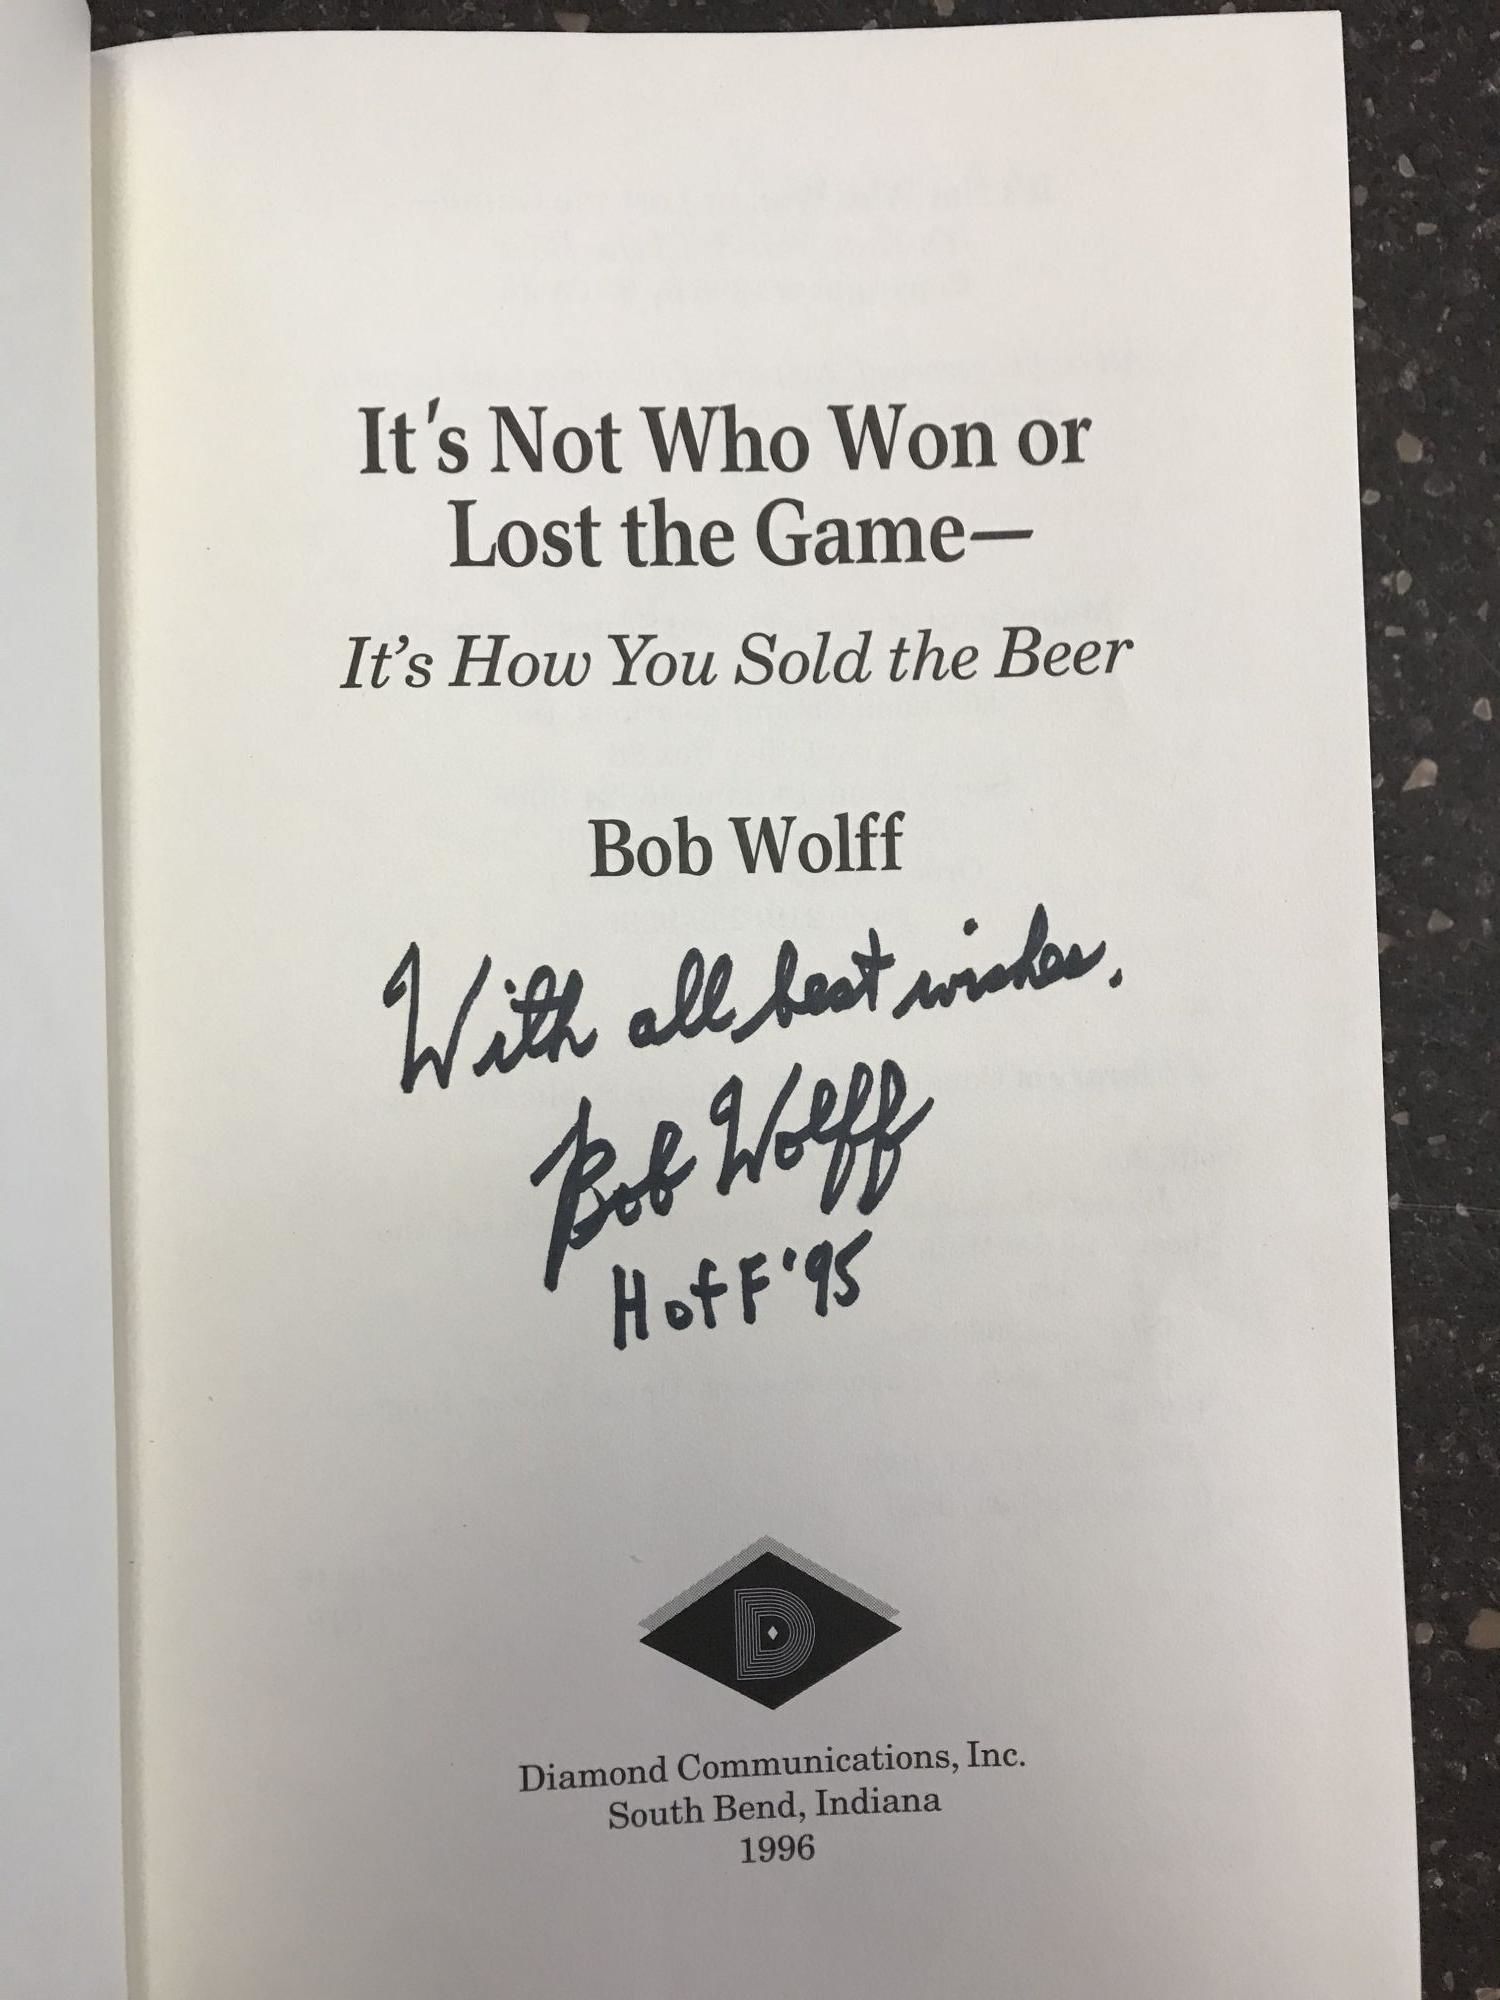 It's Not Who Won or
Lost the Game—
It's How You Sold the Beer
Bob Wolff
With all best wishes.
Bob Wolff
HofF '95
D
Diamond Communications, Inc.
South Bend, Indiana
1996